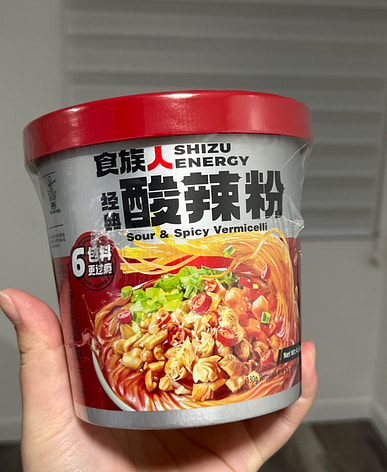 食族人 SHIZU
ENERGY
经典 酸辣粉
Sour & Spicy Vermicelli
6包料
更过瘾
Net W